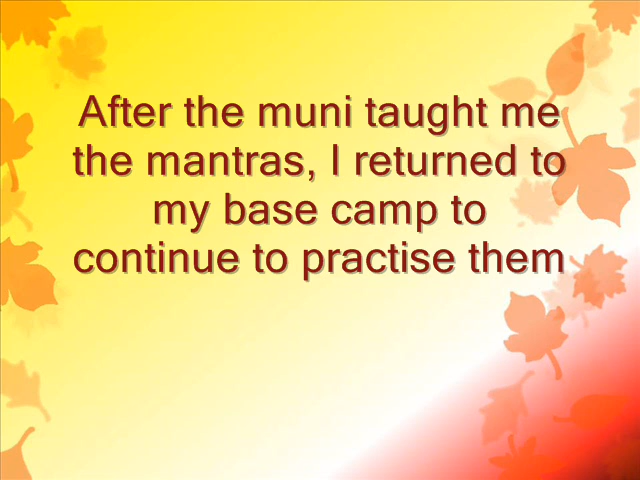 After the muni taught me
the mantras, I returned to
my base camp to
continue to practise them